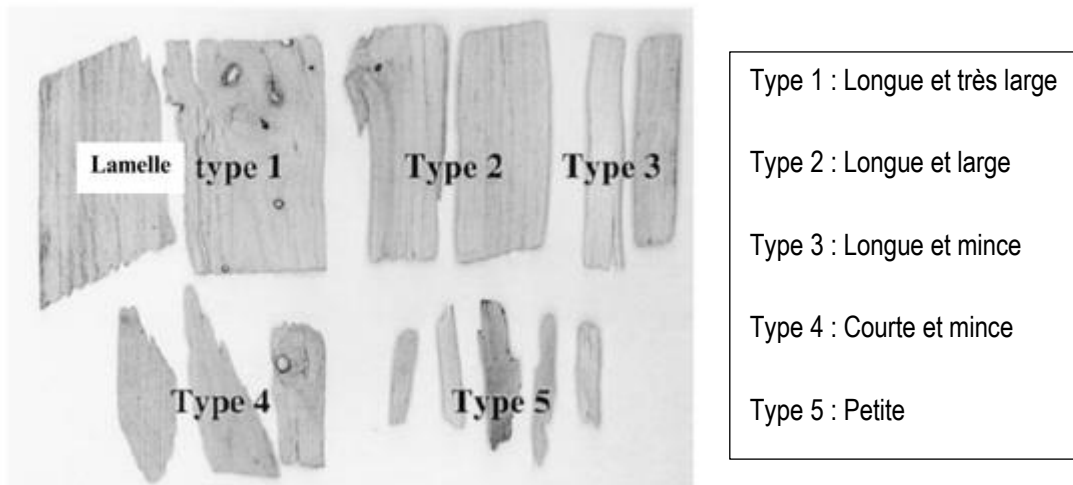 Lamelle type 1
Type 2
Type 3
Type 4
Type 5
Type 1 : Longue et très large
Type 2 : Longue et large
Type 3 : Longue et mince
Type 4 : Courte et mince
Type 5 : Petite